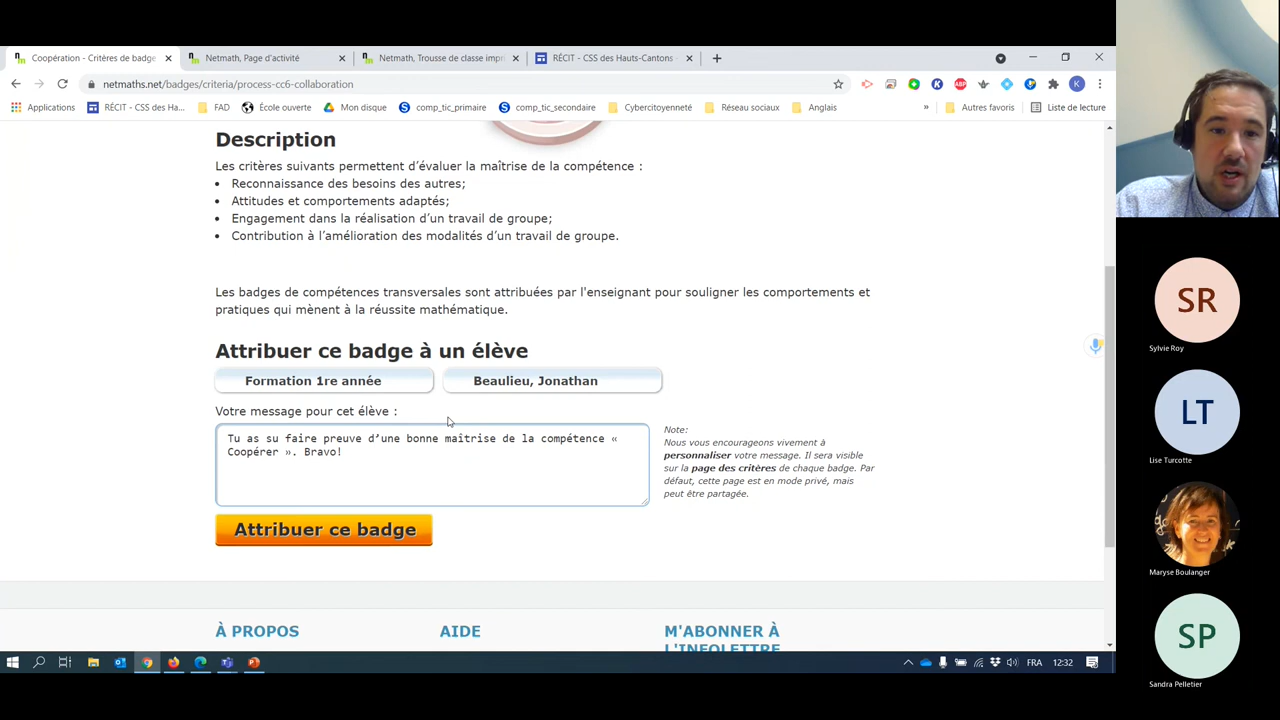 Coopération - Critères de badge
Netmath, Page d'activité
Netmath, Trousse de classe impri
RÉCIT - CSS des Hauts-Cantons -
netmaths.net/badges/criteria/process-cc6-collaboration
Applications
RÉCIT - CSS des Ha...
FAD
École ouverte
Mon disque
comp_tic_primaire
comp_tic_secondaire
Cybercitoyenneté
Réseau sociaux
Anglais
»
Autres favoris
Liste de lecture
Description
Les critères suivants permettent d'évaluer la maîtrise de la compétence :
• Reconnaissance des besoins des autres;
• Attitudes et comportements adaptés;
• Engagement dans la réalisation d'un travail de groupe;
• Contribution à l'amélioration des modalités d'un travail de groupe.
Les badges de compétences transversales sont attribuées par l'enseignant pour souligner les comportements et
pratiques qui mènent à la réussite mathématique.
Attribuer ce badge à un élève
Formation 1re année
Beaulieu, Jonathan
Votre message pour cet élève :
Tu as su faire preuve d'une bonne maîtrise de la compétence «
Coopérer ». Bravo!
Note:
Nous vous encourageons vivement à
personnaliser votre message. Il sera visible
sur la page des critères de chaque badge. Par
défaut, cette page est en mode privé, mais
peut être partagée.
Attribuer ce badge
À PROPOS
AIDE
M'ABONNER À
L'INFOLETTRE
FRA
12:32
SR
Sylvie Roy
LT
Lise Turcotte
Maryse Boulanger
SP
Sandra Pelletier